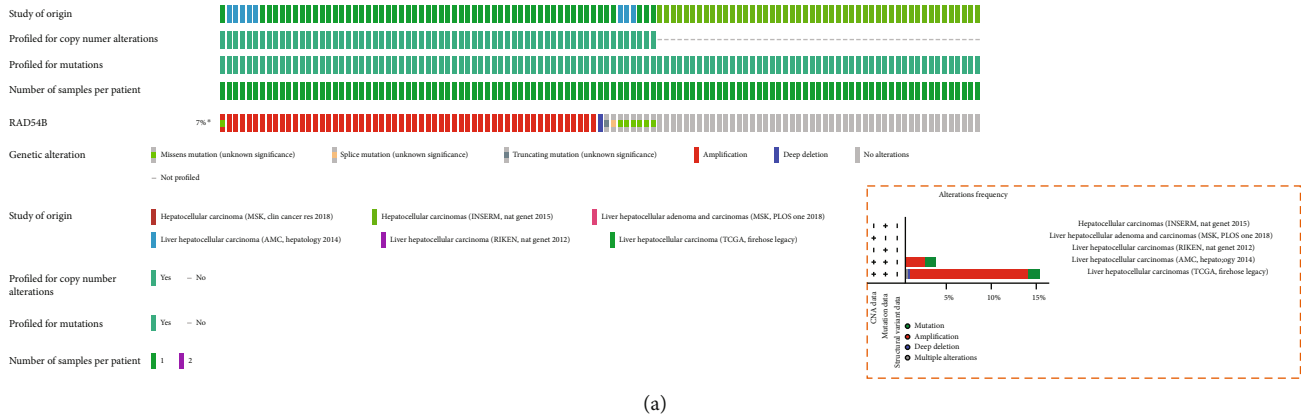 Study of origin
Profiled for copy numer alterations
Profiled for mutations
Number of samples per patient
RAD54B 7% *
Genetic alteration Missens mutation (unknown significance) Splice mutation (unknown significance) Truncating mutation (unknown significance) Amplification Deep deletion No alterations
– Not profiled
Study of origin Hepatocellular carcinoma (MSK, clin cancer res 2018) Hepatocellular carcinomas (INSERM, nat genet 2015) Liver hepatocellular adenoma and carcinomas (MSK, PLOS one 2018)
Liver hepatocellular carcinoma (AMC, hepatology 2014) Liver hepatocellular carcinoma (RIKEN, nat genet 2012) Liver hepatocellular carcinoma (TCGA, firehose legacy)
Profiled for copy number
alterations
Yes – No
Profiled for mutations Yes – No
Number of samples per patient 1 2
Alterations frequency
Hepatocellular carcinomas (INSERM, nat genet 2015)
Liver hepatocellular adenoma and carcinomas (MSK, PLOS one 2018)
Liver hepatocellular carcinomas (RIKEN, nat genet 2012)
Liver hepatocellular carcinomas (AMC, hepato;ogy 2014)
Liver hepatocellular carcinomas (TCGA, firehose legacy)
5% 10% 15%
CNA data
Mutation data
Structural variant data
Mutation
Amplification
Deep deletion
Multiple alterations
(a)